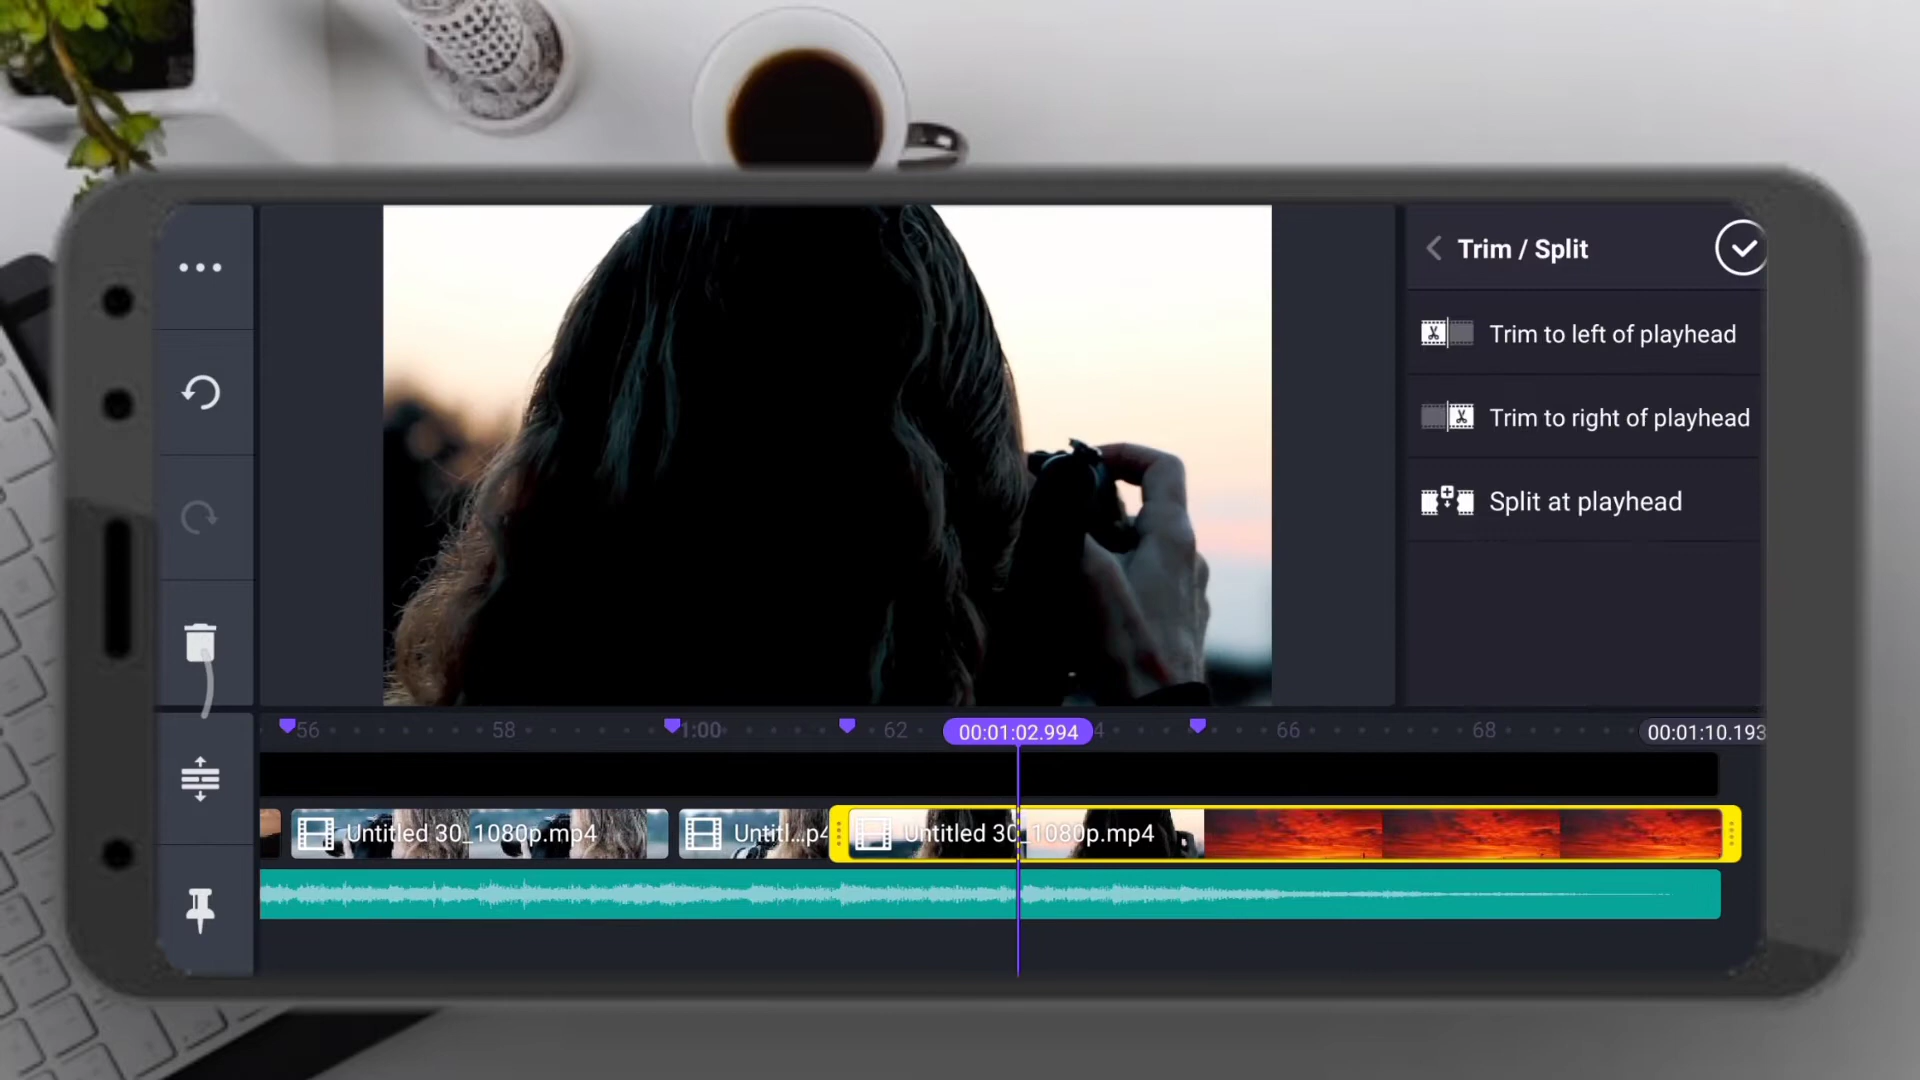 Trim / Split
Trim to left of playhead
Trim to right of playhead
Split at playhead
56 58 1:00 62 00:01:02.994 4 66 68 00:01:10.193
Untitled 30_1080p.mp4 Untitl...p4 Untitled 30_1080p.mp4